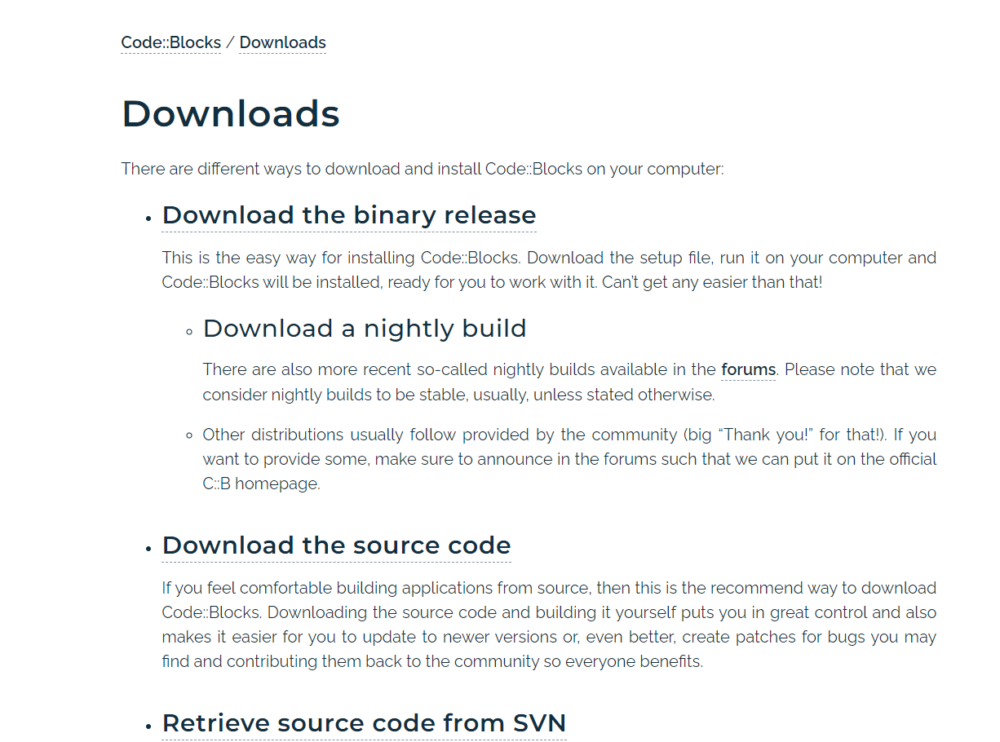 Code::Blocks / Downloads
Downloads
There are different ways to download and install Code::Blocks on your computer:
Download the binary release
This is the easy way for installing Code::Blocks. Download the setup file, run it on your computer and
Code::Blocks will be installed, ready for you to work with it. Can’t get any easier than that!
Download a nightly build
There are also more recent so-called nightly builds available in the forums. Please note that we
consider nightly builds to be stable, usually, unless stated otherwise.
Other distributions usually follow provided by the community (big “Thank you!” for that!). If you
want to provide some, make sure to announce in the forums such that we can put it on the official
C::B homepage.
Download the source code
If you feel comfortable building applications from source, then this is the recommend way to download
Code::Blocks. Downloading the source code and building it yourself puts you in great control and also
makes it easier for you to update to newer versions or, even better, create patches for bugs you may
find and contributing them back to the community so everyone benefits.
Retrieve source code from SVN